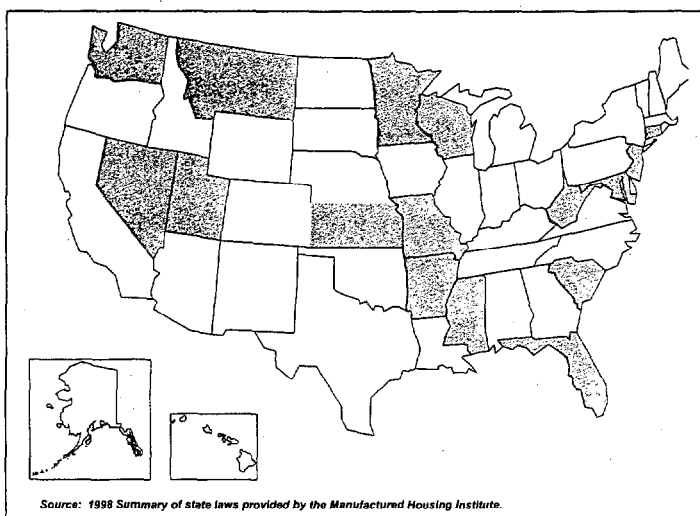 Source: 1998 Summary of state laws provided by the Manufactured Housing Institute.